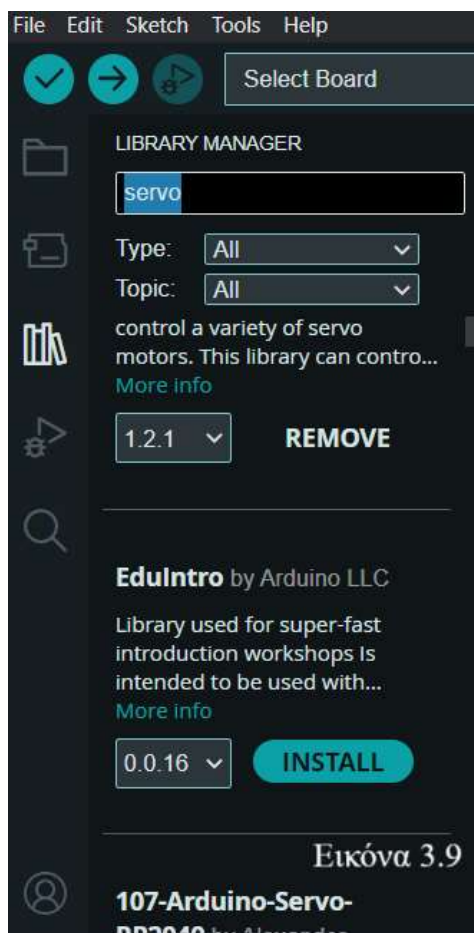 File Edit Sketch Tools Help
Select Board
LIBRARY MANAGER
servo
Type: All
Topic: All
control a variety of servo
motors. This library can contro...
More info
1.2.1 REMOVE
EduIntro by Arduino LLC
Library used for super-fast
introduction workshops Is
intended to be used with...
More info
0.0.16 INSTALL
Εικόνα 3.9
107-Arduino-Servo-
RP2040 by Alexander